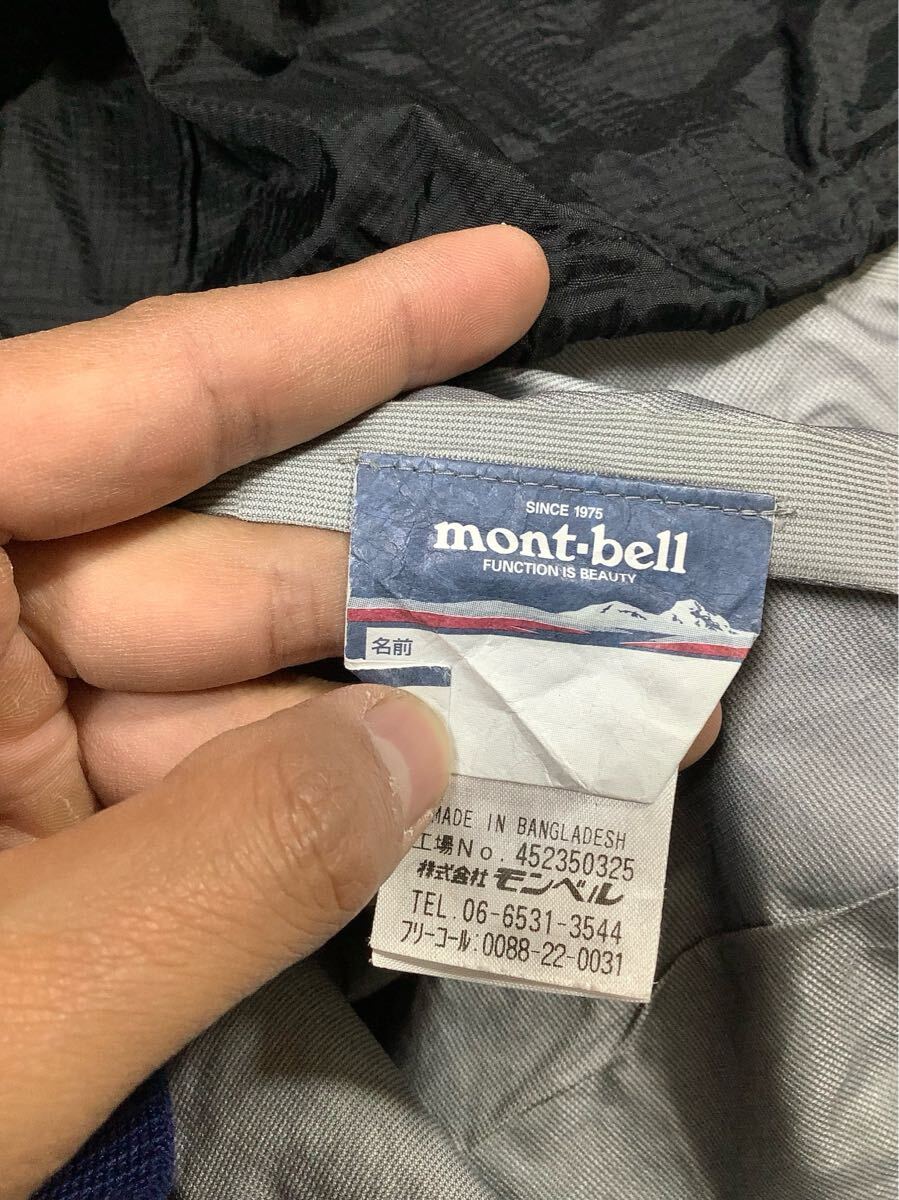 SINCE 1975
mont-bell
FUNCTION IS BEAUTY
名前
MADE IN BANGLADESH
工場No. 452350325
株式会社モンベル
TEL.06-6531-3544
フリーコール:0088-22-0031